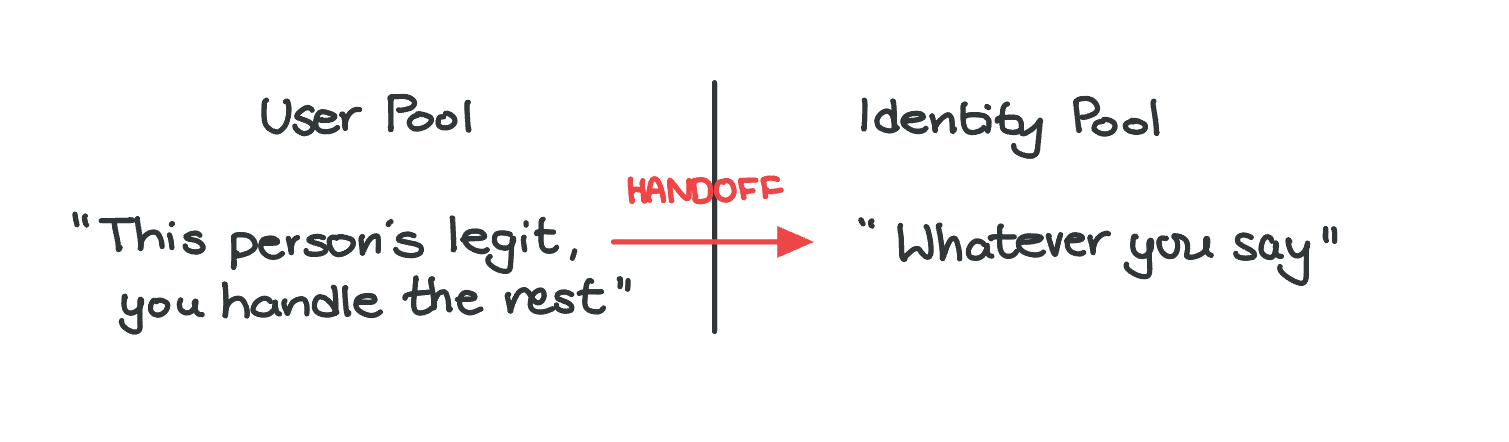 User Pool
Identity Pool
HANDOFF
"This person's legit,
you handle the rest"
"Whatever you say"